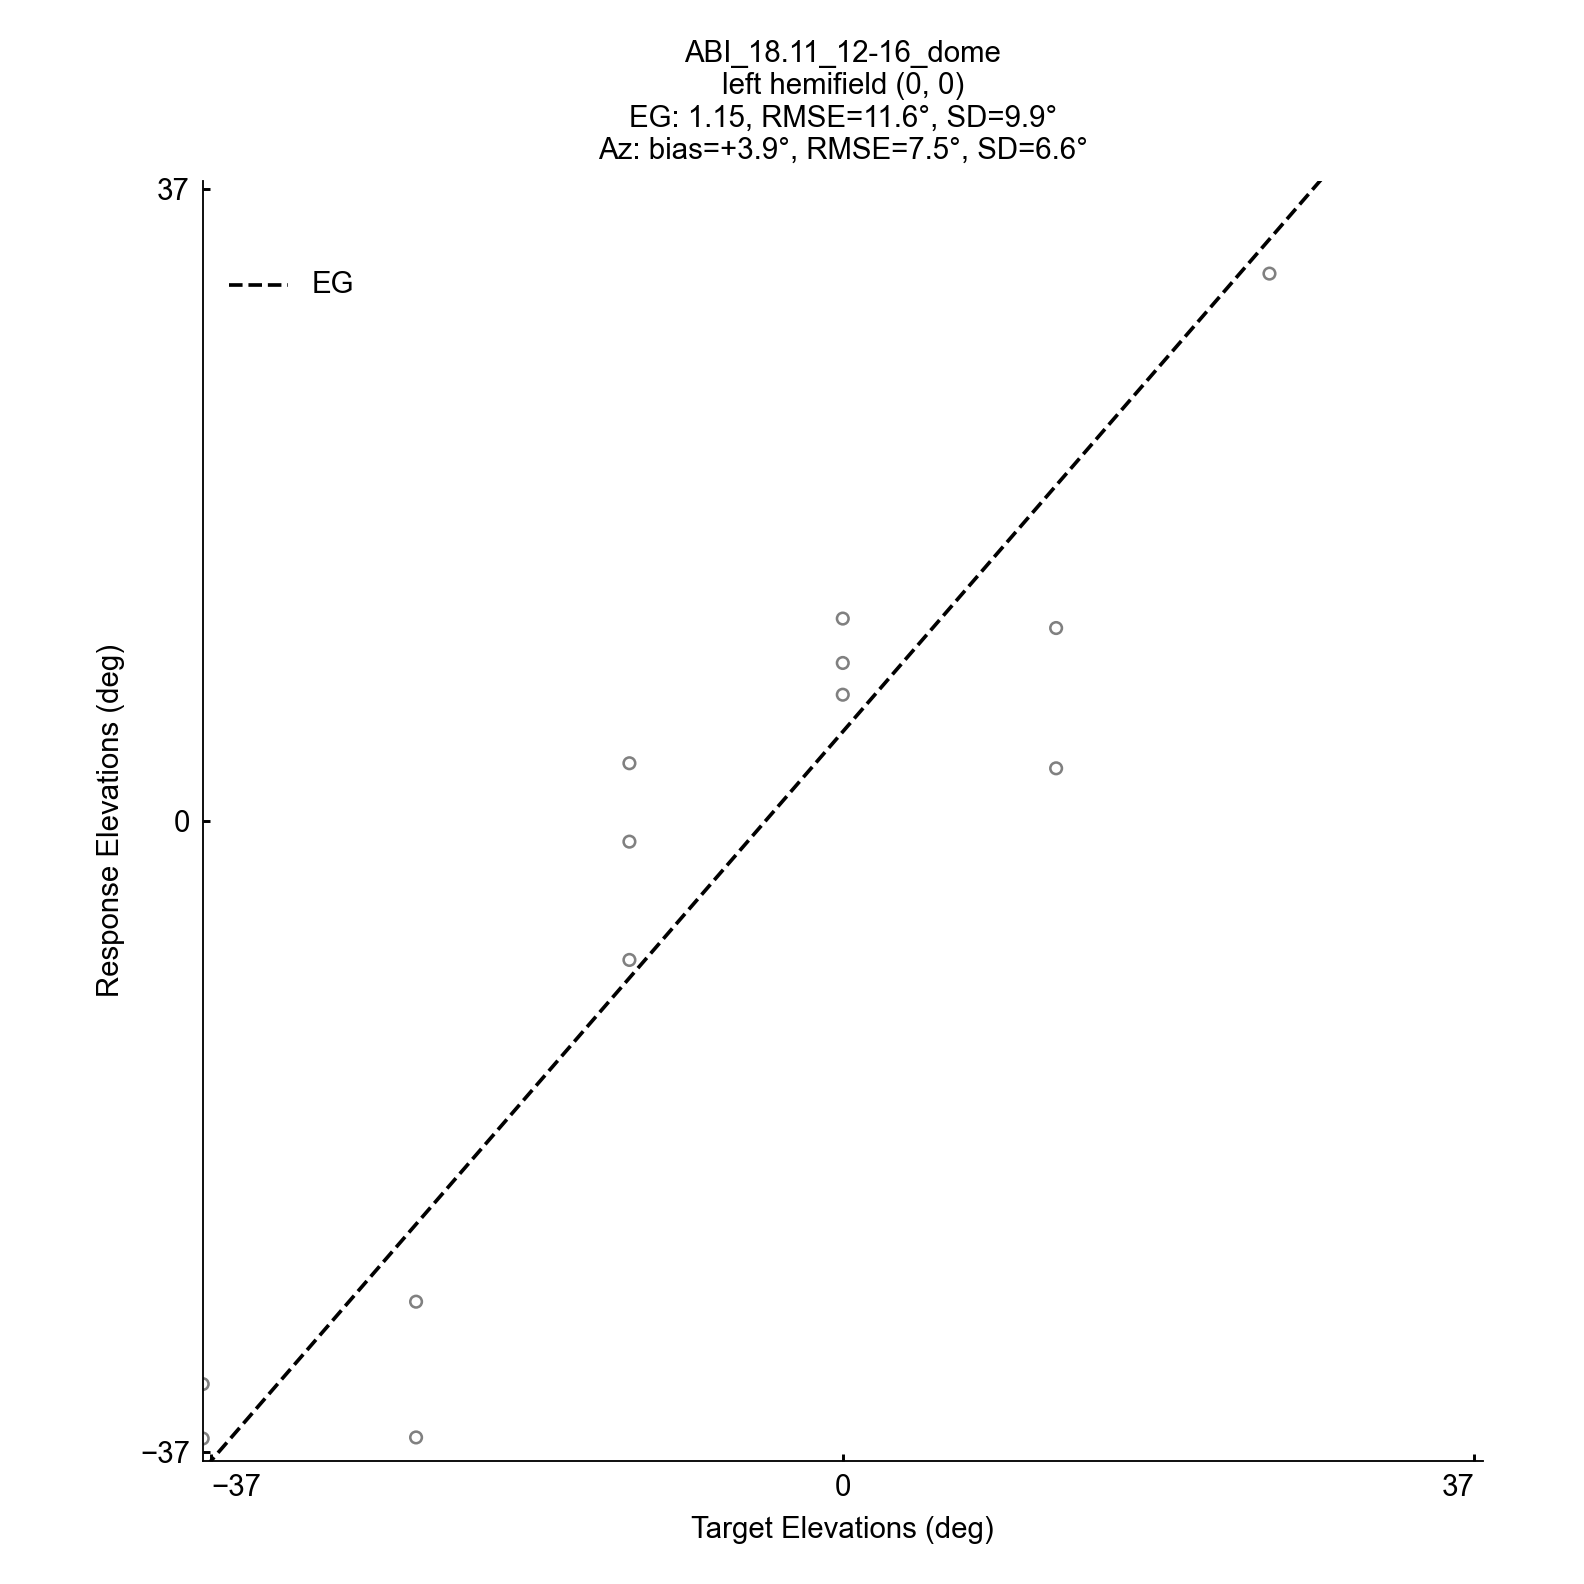 ABI_18.11_12-16_dome
left hemifield (0, 0)
EG: 1.15, RMSE=11.6°, SD=9.9°
Az: bias=+3.9°, RMSE=7.5°, SD=6.6°
37
EG
Response Elevations (deg)
0
−37
−37
0
37
Target Elevations (deg)